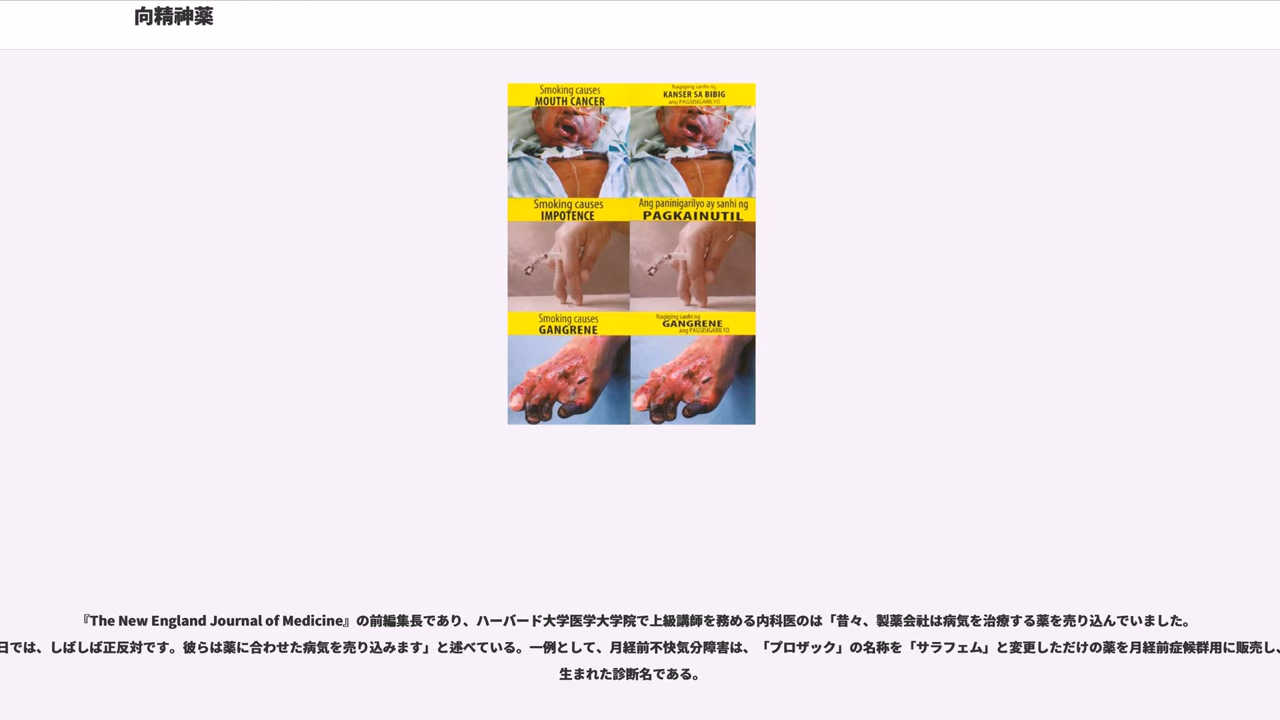 向精神薬
Smoking causes
MOUTH CANCER
Nagiging sanhi ng
KANSER SA BIBIG
ang PAGSISIGARILYO
Smoking causes
IMPOTENCE
Ang paninigarilyo ay sanhi ng
PAGKAINUTIL
Smoking causes
GANGRENE
Nagiging sanhi ng
GANGRENE
ang PAGSISIGARILYO
『The New England Journal of Medicine』の前編集長であり、ハーバード大学医学大学院で上級講師を務める内科医のは「昔々、製薬会社は病気を治療する薬を売り込んでいました。
日では、しばしば正反対です。彼らは薬に合わせた病気を売り込みます」と述べている。一例として、月経前不快気分障害は、「プロザック」の名称を「サラフェム」と変更しただけの薬を月経前症候群用に販売し、
生まれた診断名である。